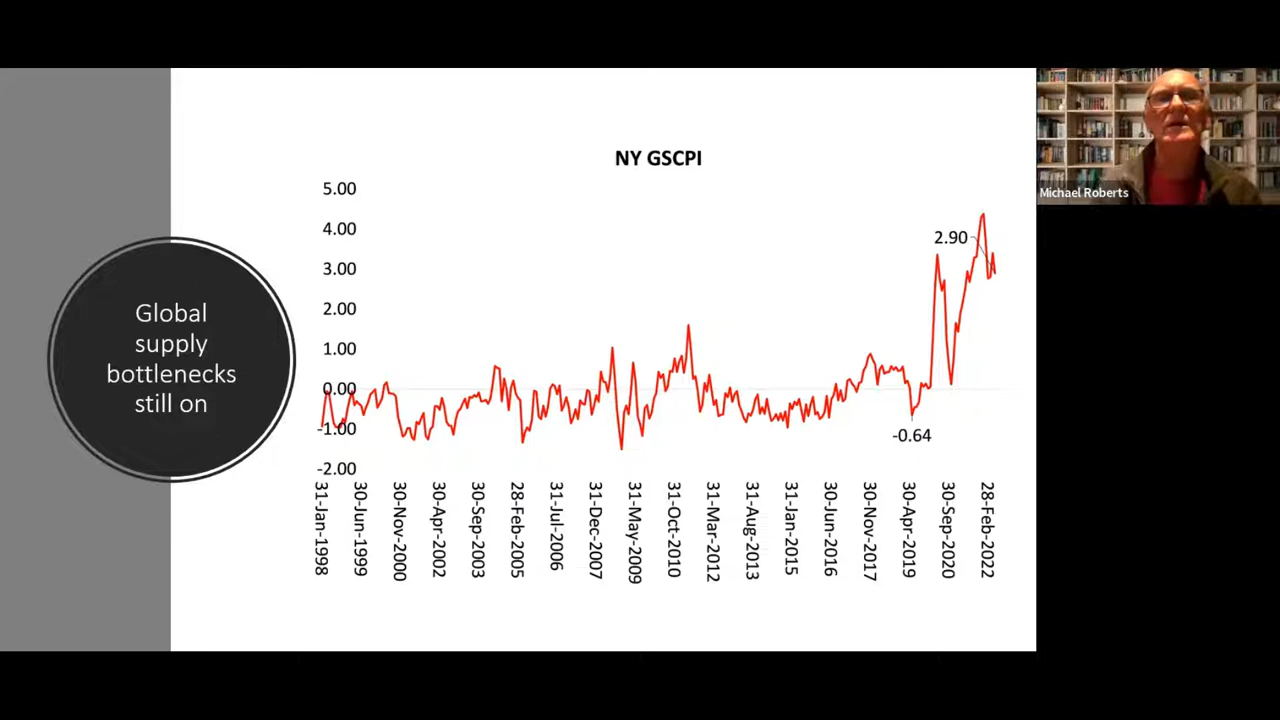 Global
supply
bottlenecks
still on
NY GSCPI
5.00
4.00
3.00
2.00
1.00
0.00
-1.00
-2.00
2.90
-0.64
31-Jan-1998
30-Jun-1999
30-Nov-2000
30-Apr-2002
30-Sep-2003
28-Feb-2005
31-Jul-2006
31-Dec-2007
31-May-2009
31-Oct-2010
31-Mar-2012
31-Aug-2013
31-Jan-2015
30-Jun-2016
30-Nov-2017
30-Apr-2019
30-Sep-2020
28-Feb-2022
Michael Roberts